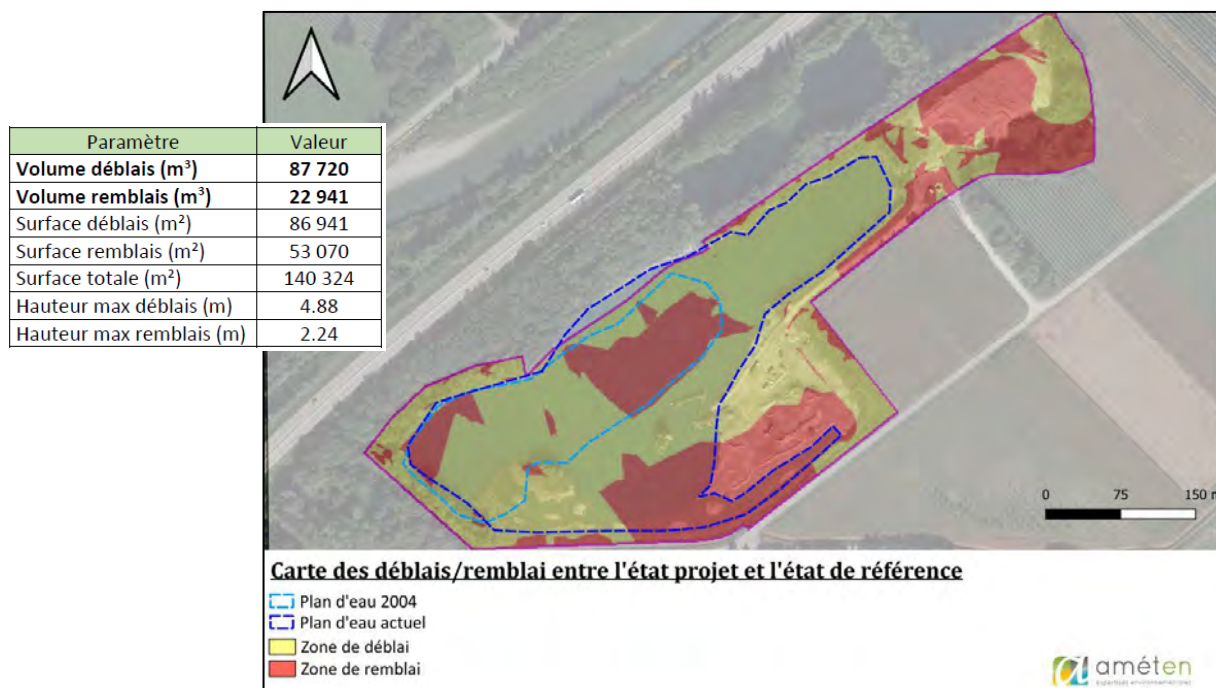 Paramètre Valeur
Volume déblais (m³) 87 720
Volume remblais (m³) 22 941
Surface déblais (m²) 86 941
Surface remblais (m²) 53 070
Surface totale (m²) 140 324
Hauteur max déblais (m) 4.88
Hauteur max remblais (m) 2.24
0 75 150 m
Carte des déblais/remblai entre l'état projet et l'état de référence
Plan d'eau 2004
Plan d'eau actuel
Zone de déblai
Zone de remblai
améten
expertises environnementales